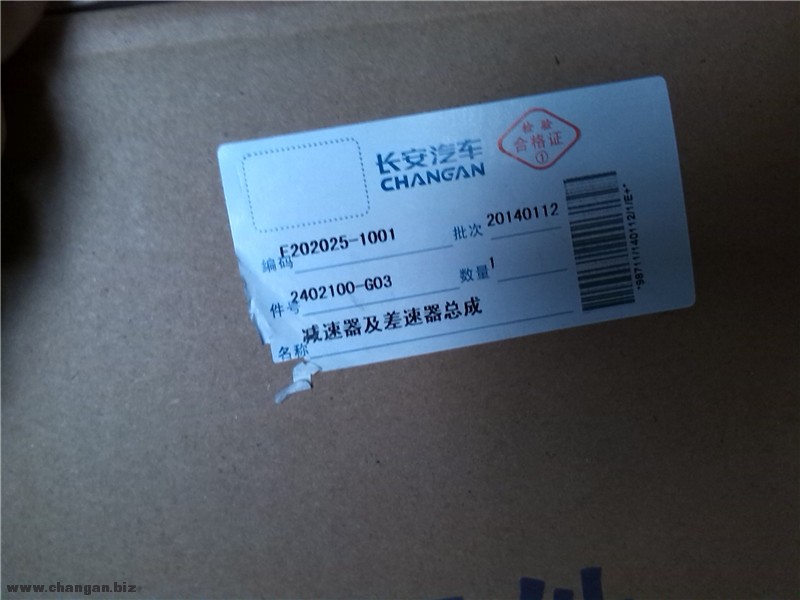 长安汽车
CHANGAN
检验
合格证
①
编码 E202025-1001
批次 20140112
件号 2402100-G03
数量 1
名称 减速器及差速器总成
www.changan.biz